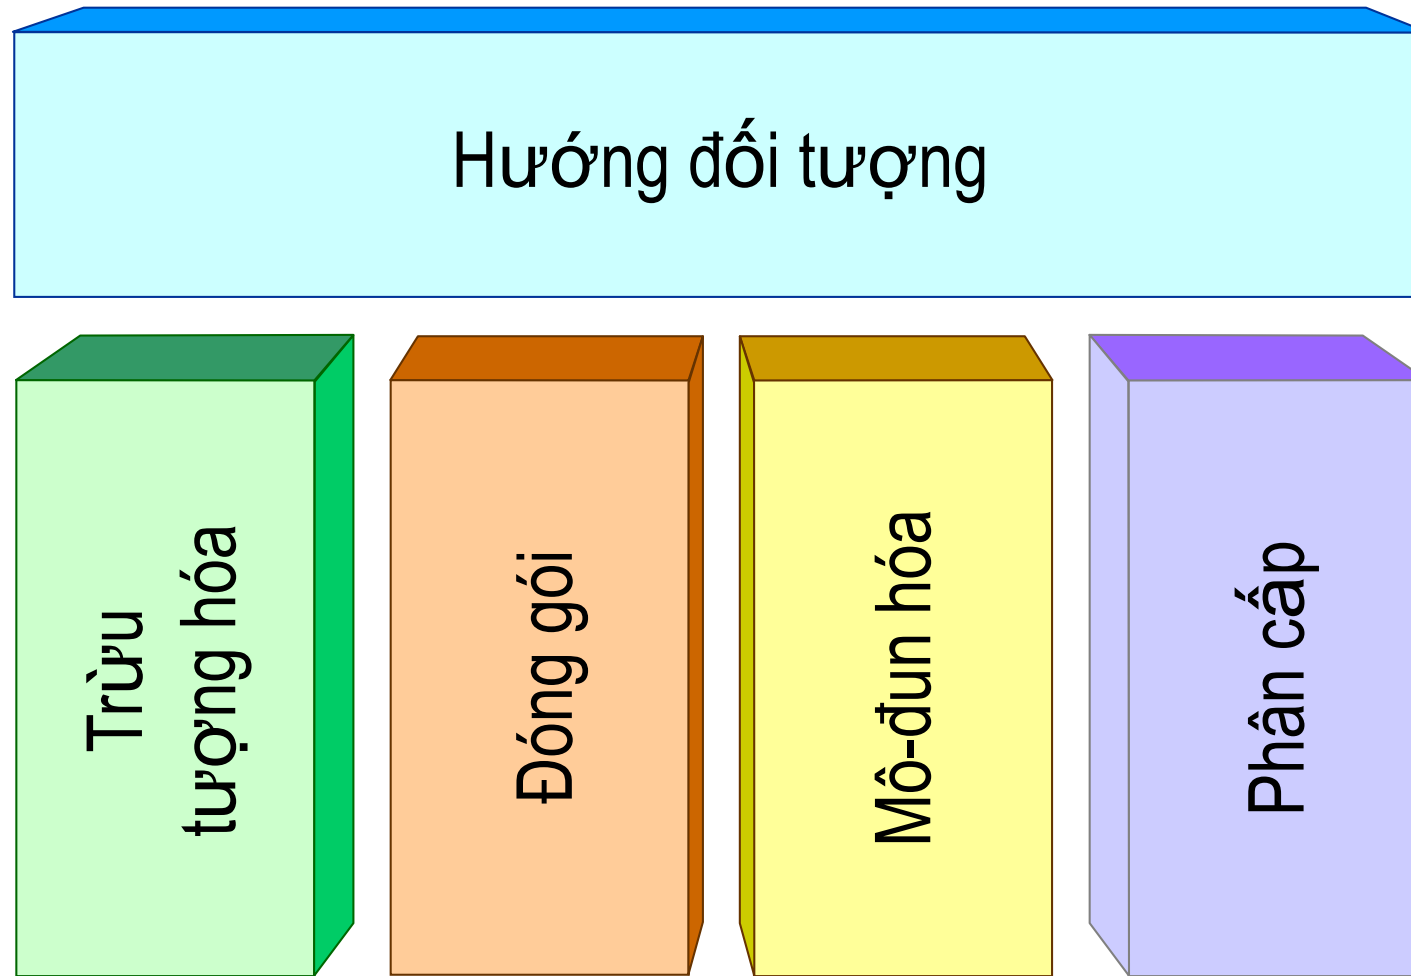 Hướng đối tượng
Trừu
tượng hóa
Đóng gói
Mô-đun hóa
Phân cấp